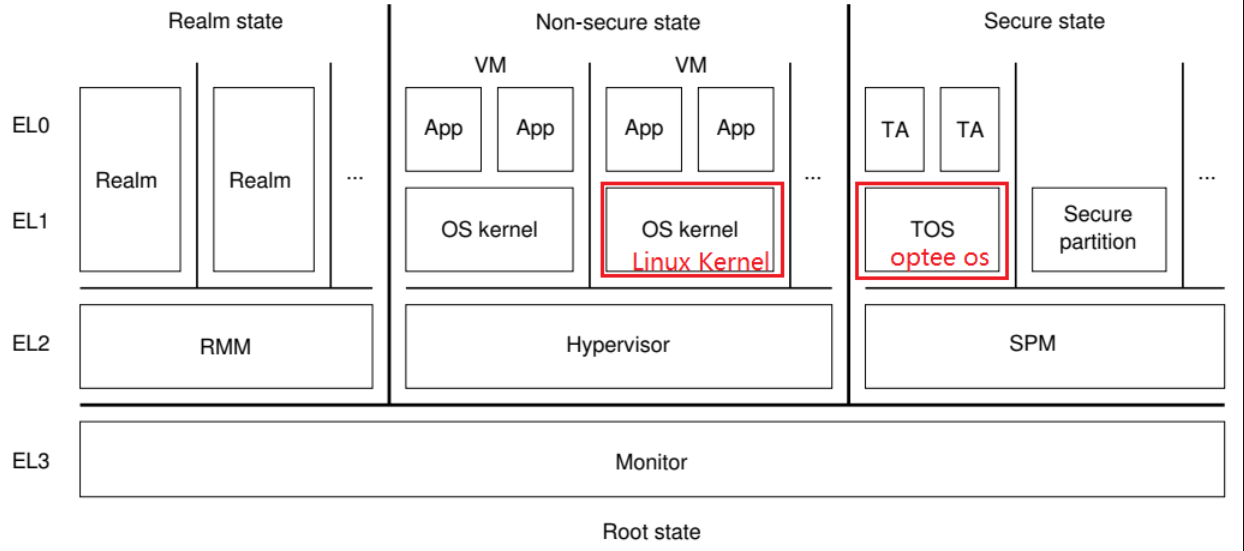 Realm state
Non-secure state
Secure state
VM
VM
EL0
App
App
App
App
TA
TA
Realm
Realm
...
...
...
EL1
OS kernel
OS kernel
Linux Kernel
TOS
optee os
Secure
partition
EL2
RMM
Hypervisor
SPM
EL3
Monitor
Root state